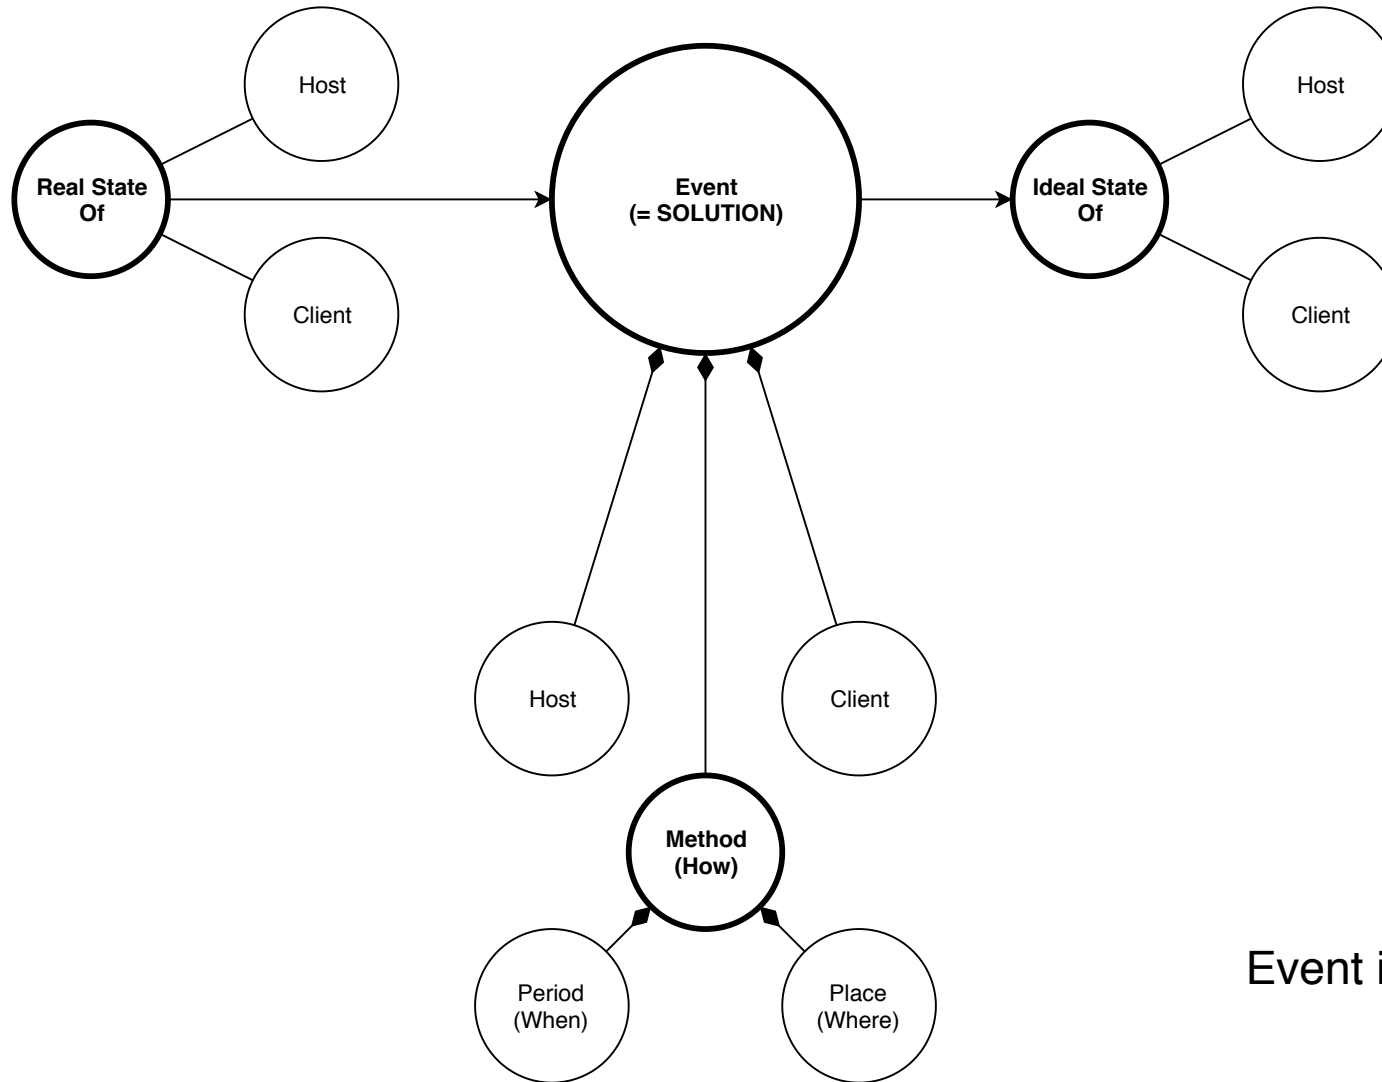 Host
Host
Real State
Of
Event
(= SOLUTION)
Ideal State
Of
Client
Client
Host
Client
Method
(How)
Period
(When)
Place
(Where)
Event